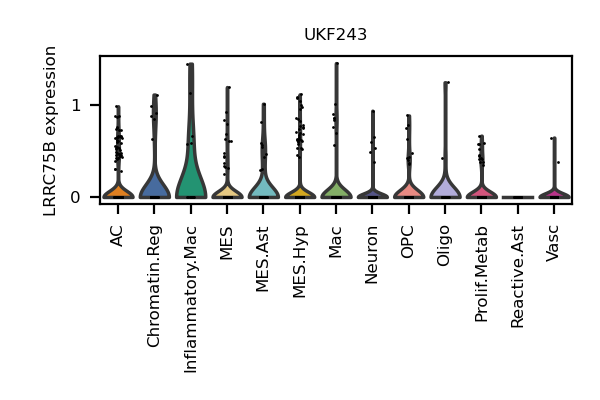 UKF243
LRRC75B expression
1
0
AC
Chromatin.Reg
Inflammatory.Mac
MES
MES.Ast
MES.Hyp
Mac
Neuron
OPC
Oligo
Prolif.Metab
Reactive.Ast
Vasc